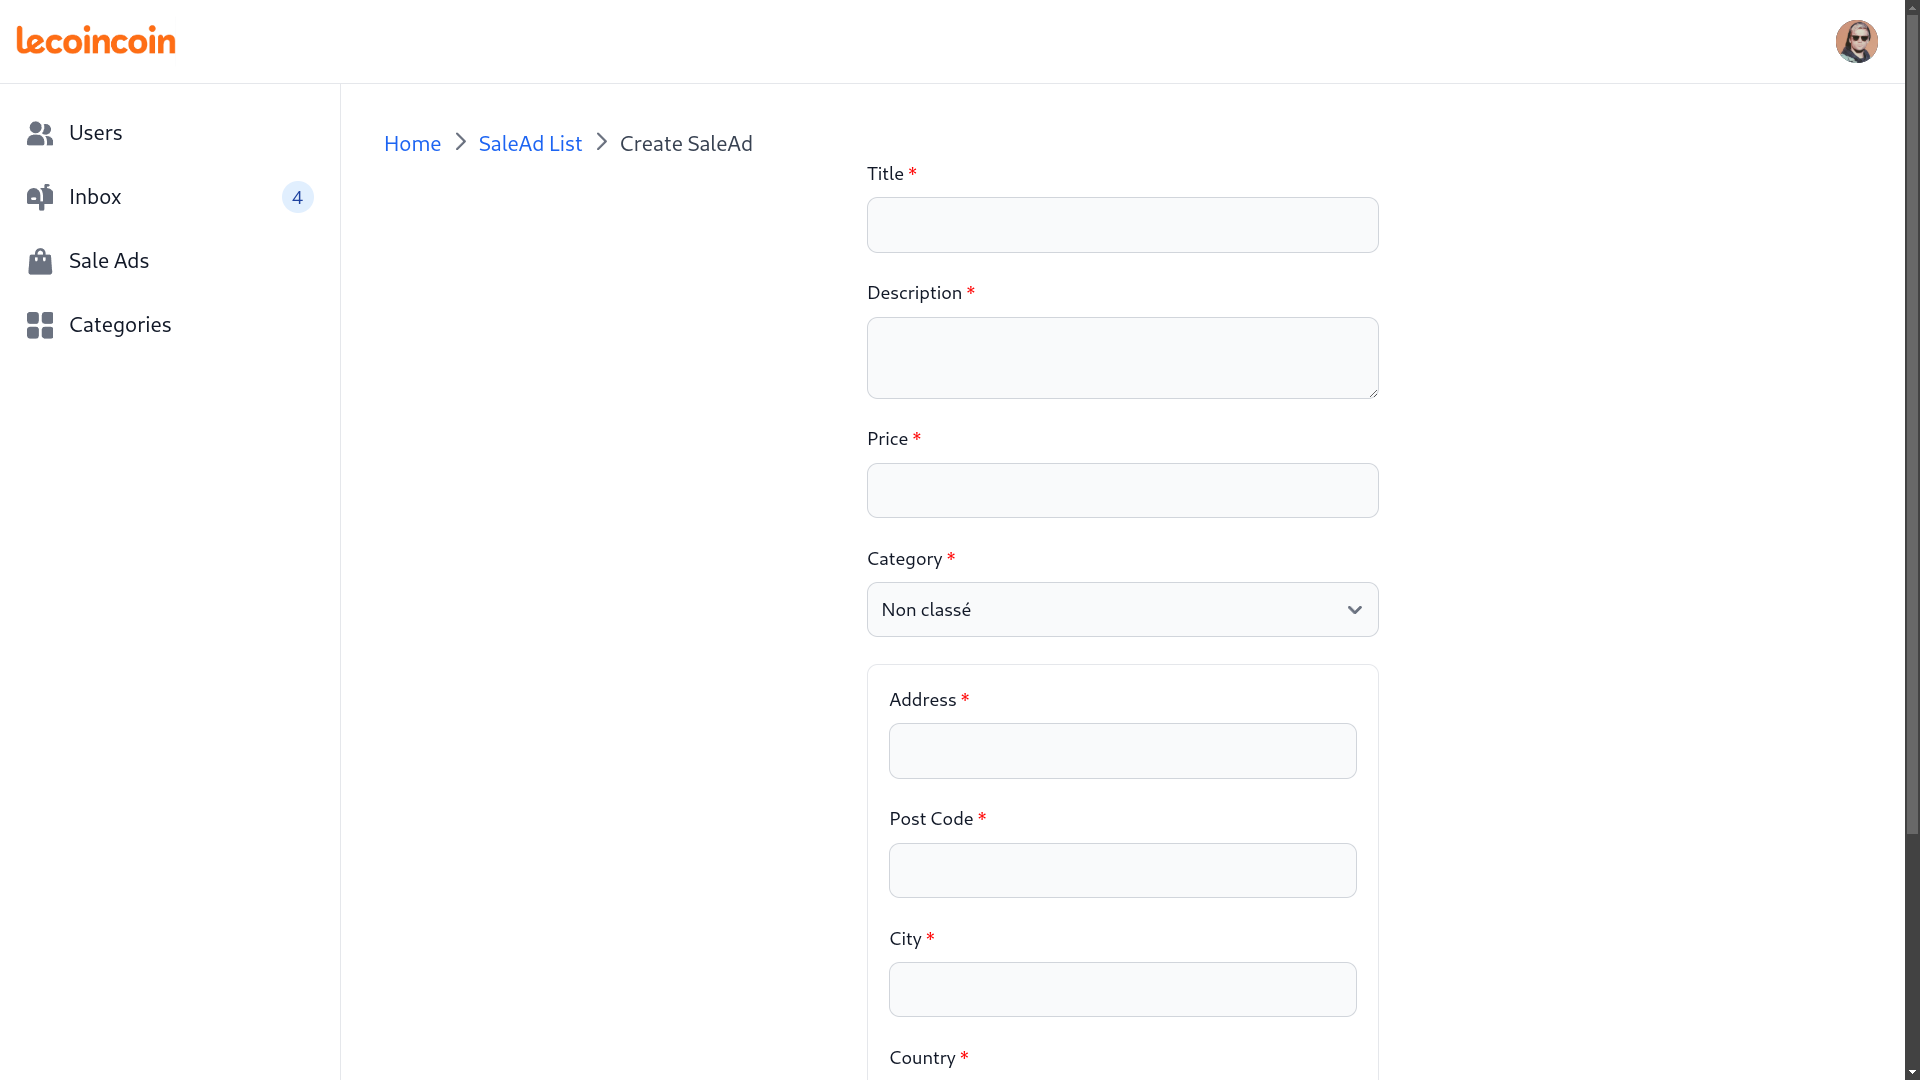 lecoincoin
Users
Inbox 4
Sale Ads
Categories
Home SaleAd List Create SaleAd
Title *
Description *
Price *
Category *
Non classé
Address *
Post Code *
City *
Country *